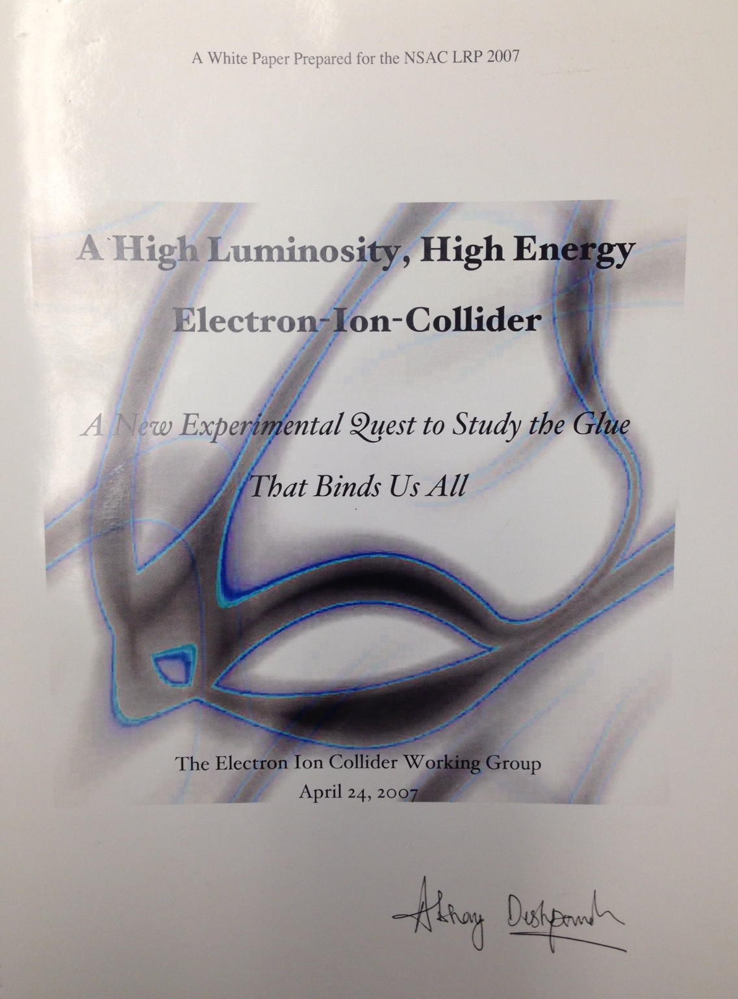 A White Paper Prepared for the NSAC LRP 2007
A High Luminosity, High Energy
Electron-Ion-Collider
A New Experimental Quest to Study the Glue
That Binds Us All
The Electron Ion Collider Working Group
April 24, 2007
Abhay Deshpande